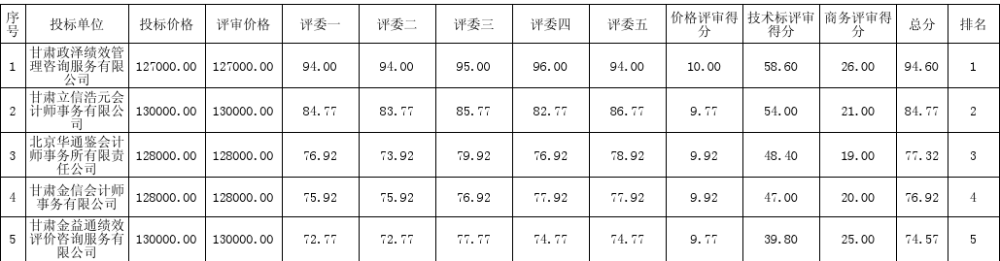 序号 投标单位 投标价格 评审价格 评委一 评委二 评委三 评委四 评委五 价格评审得分 技术标评审得分 商务评审得分 总分 排名
1 甘肃政泽绩效管理咨询服务有限公司 127000.00 127000.00 94.00 94.00 95.00 96.00 94.00 10.00 58.60 26.00 94.60 1
2 甘肃立信浩元会计师事务有限公司 130000.00 130000.00 84.77 83.77 85.77 82.77 86.77 9.77 54.00 21.00 84.77 2
3 北京华通鉴会计师事务所有限责任公司 128000.00 128000.00 76.92 73.92 79.92 76.92 78.92 9.92 48.40 19.00 77.32 3
4 甘肃金信会计师事务有限公司 128000.00 128000.00 75.92 75.92 76.92 77.92 77.92 9.92 47.00 20.00 76.92 4
5 甘肃金益通绩效评价咨询服务有限公司 130000.00 130000.00 72.77 72.77 77.77 74.77 74.77 9.77 39.80 25.00 74.57 5